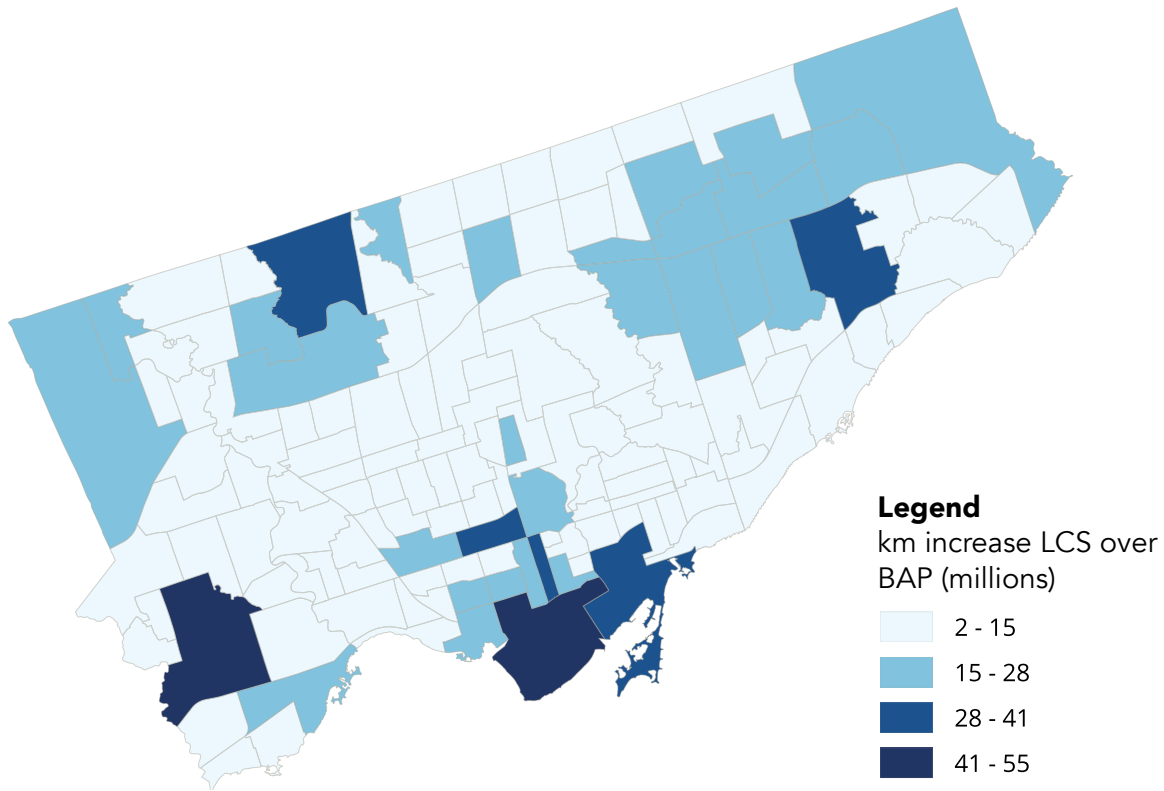 Legend
km increase LCS over
BAP (millions)
2 - 15
15 - 28
28 - 41
41 - 55